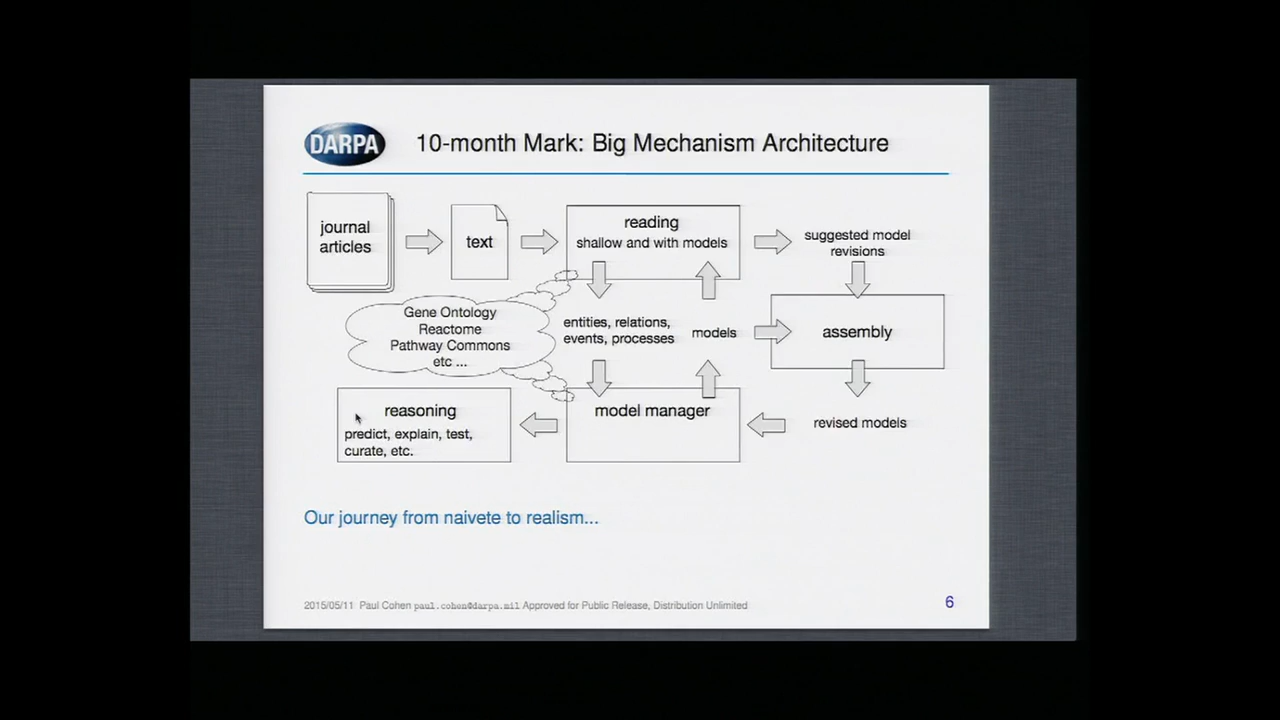 DARPA
10-month Mark: Big Mechanism Architecture
journal
articles
text
reading
shallow and with models
suggested model
revisions
Gene Ontology
Reactome
Pathway Commons
etc ...
entities, relations,
events, processes
models
assembly
reasoning
predict, explain, test,
curate, etc.
model manager
revised models
Our journey from naivete to realism...
2015/05/11 Paul Cohen paul.cohen@darpa.mil Approved for Public Release, Distribution Unlimited
6